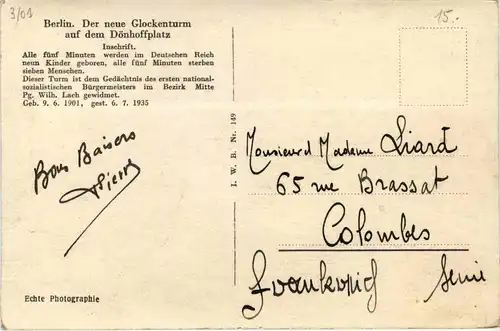 3/01
15.-
Berlin. Der neue Glockenturm
auf dem Dönhoffplatz
Inschrift.
Alle fünf Minuten werden im Deutschen Reich
neun Kinder geboren, alle fünf Minuten sterben
sieben Menschen.
Dieser Turm ist dem Gedächtnis des ersten national-
sozialistischen Bürgermeisters im Bezirk Mitte
Pg. Wilh. Lach gewidmet.
Geb. 9. 6. 1901, gest. 6. 7. 1935
Bons Baisers
Pierre
I. W. B. Nr. 149
Monsieur et Madame Liard
65 rue Brassat
Colombes
Frankreich Seine
Echte Photographie